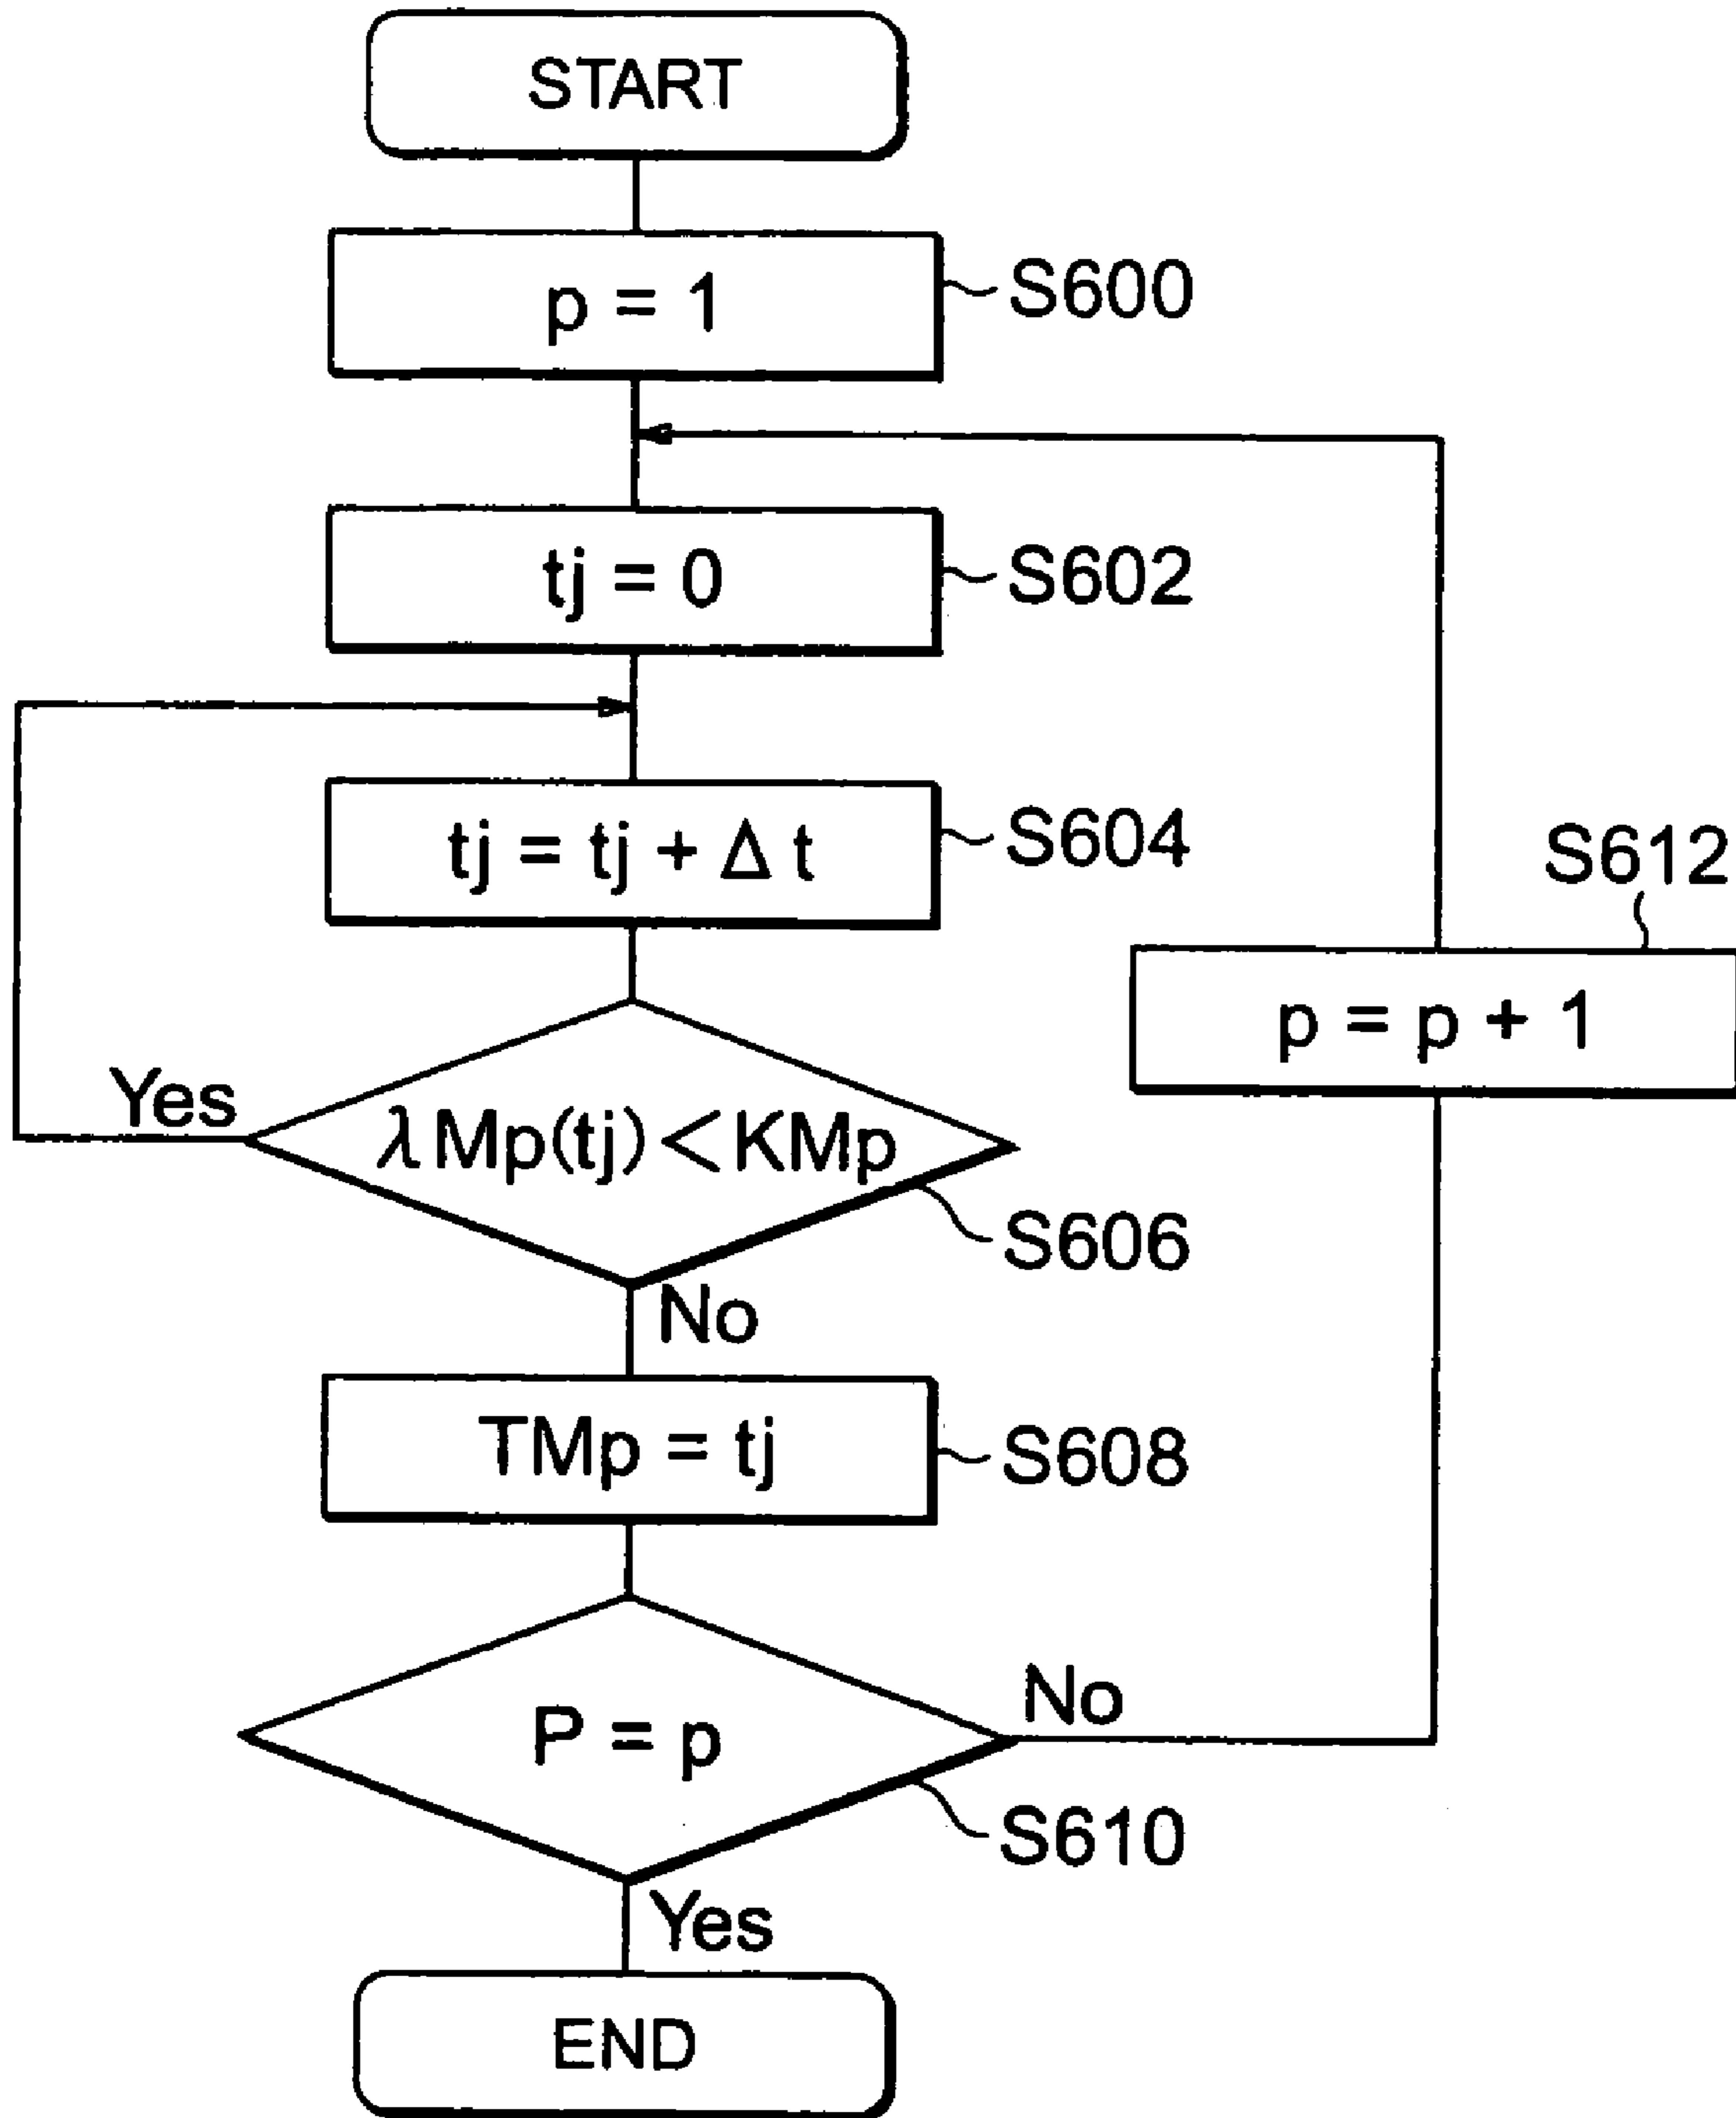 START
p = 1
S600
tj = 0
S602
tj = tj + Δ t
S604
S612
p = p + 1
Yes
λ Mp(tj) < KMp
S606
No
TMp = tj
S608
P = p
No
S610
Yes
END